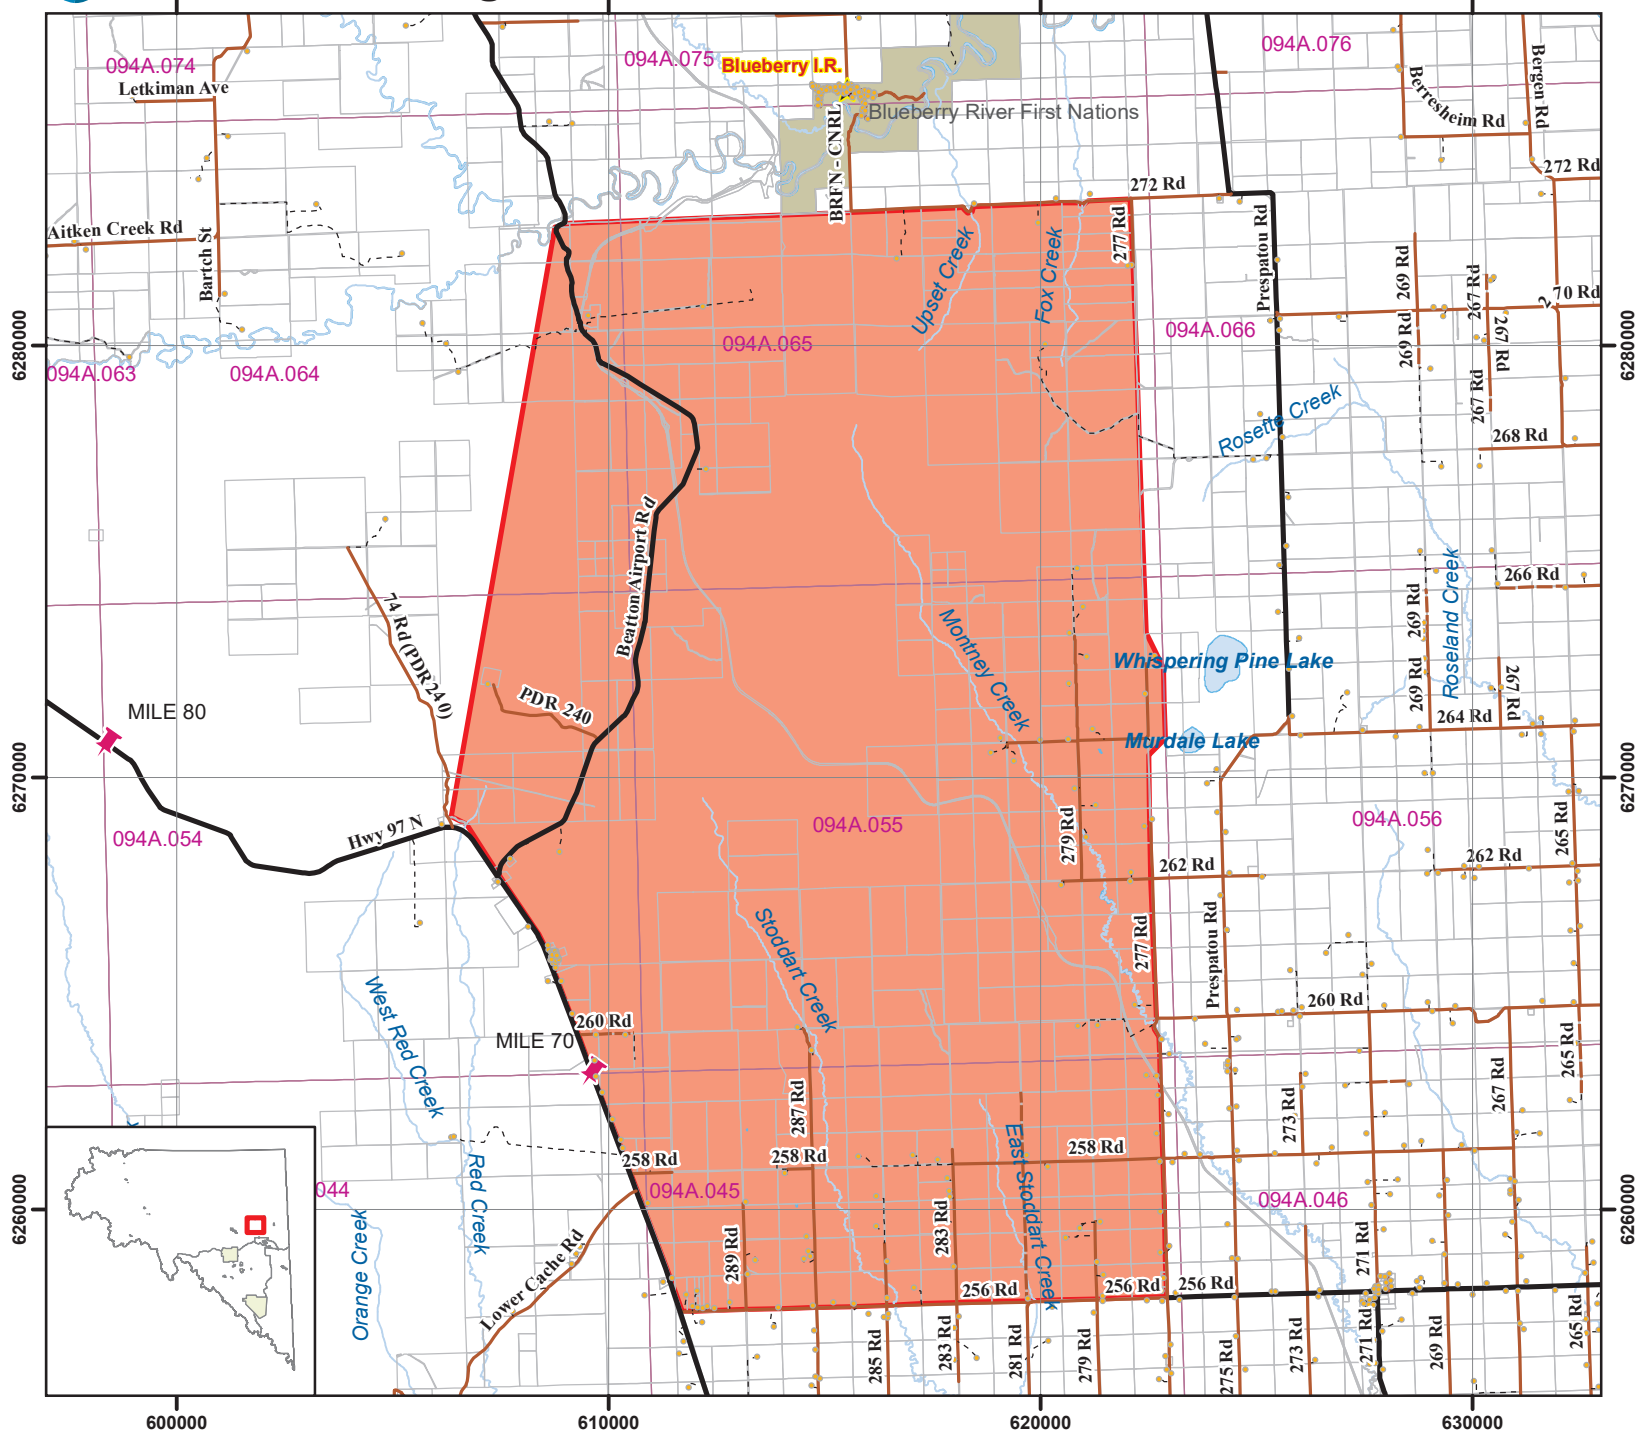 094A.074
Letkiman Ave
094A.075
Blueberry I.R.
Blueberry River First Nations
BRFN - CNRL
094A.076
Berresheim Rd
Bergen Rd
272 Rd
272 Rd
Aitken Creek Rd
Bartch St
277 Rd
Upset Creek
Fox Creek
Prespatou Rd
269 Rd
267 Rd
2 70 Rd
6280000
6280000
094A.063
094A.064
094A.065
094A.066
269 Rd
267 Rd
267 Rd
Rosette Creek
268 Rd
Beatton Airport Rd
74 Rd (PDR 240)
PDR 240
Montney Creek
266 Rd
269 Rd
Roseland Creek
Whispering Pine Lake
269 Rd
267 Rd
264 Rd
MILE 80
Murdale Lake
6270000
6270000
094A.054
Hwy 97 N
094A.055
279 Rd
094A.056
265 Rd
262 Rd
262 Rd
Stoddart Creek
277 Rd
Prespatou Rd
West Red Creek
260 Rd
260 Rd
MILE 70
265 Rd
267 Rd
287 Rd
273 Rd
East Stoddart Creek
258 Rd
258 Rd
258 Rd
044
094A.045
094A.046
Red Creek
Orange Creek
6260000
6260000
Lower Cache Rd
289 Rd
283 Rd
271 Rd
256 Rd
256 Rd
256 Rd
285 Rd
283 Rd
281 Rd
279 Rd
275 Rd
273 Rd
271 Rd
269 Rd
265 Rd
600000
610000
620000
630000